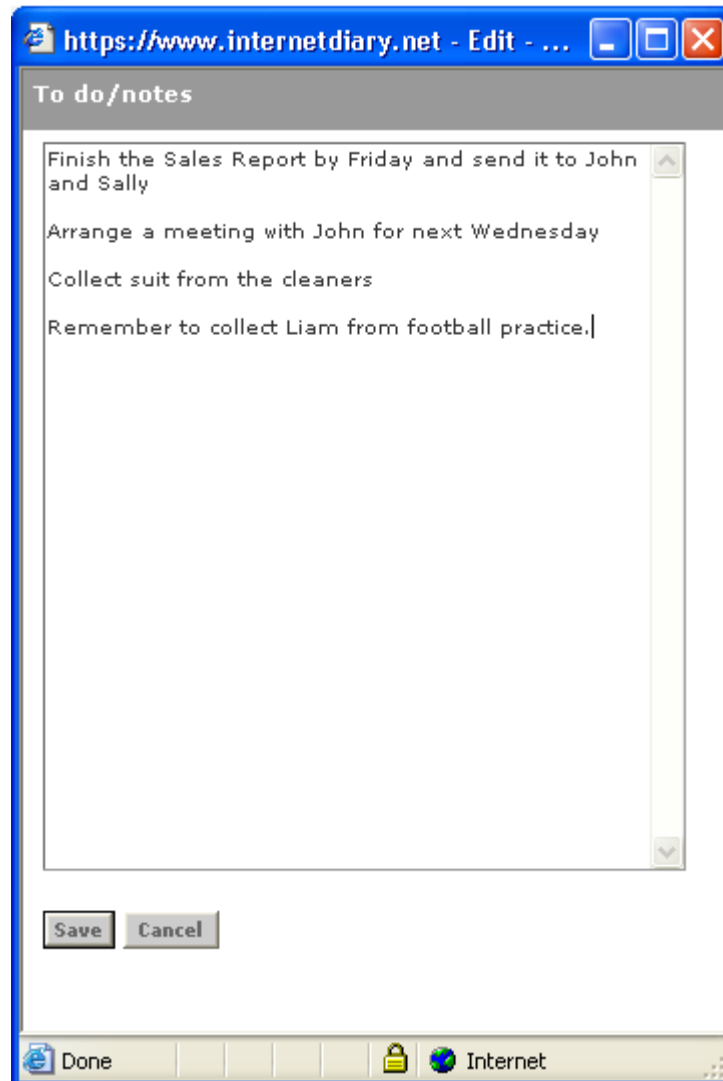 https://www.internetdiary.net - Edit - ...
To do/notes
Finish the Sales Report by Friday and send it to John
and Sally
Arrange a meeting with John for next Wednesday
Collect suit from the cleaners
Remember to collect Liam from football practice.
Save Cancel
Done Internet